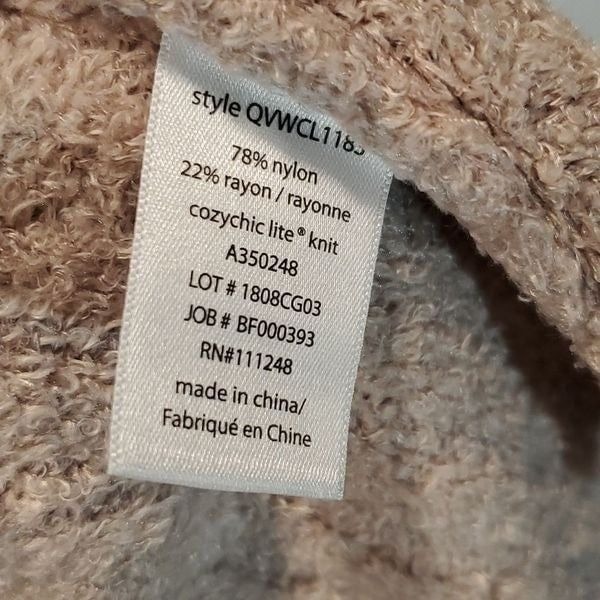 style QVWCL1183
78% nylon
22% rayon / rayonne
cozychic lite® knit
A350248
LOT # 1808CG03
JOB # BF000393
RN#111248
made in china/
Fabriqué en Chine